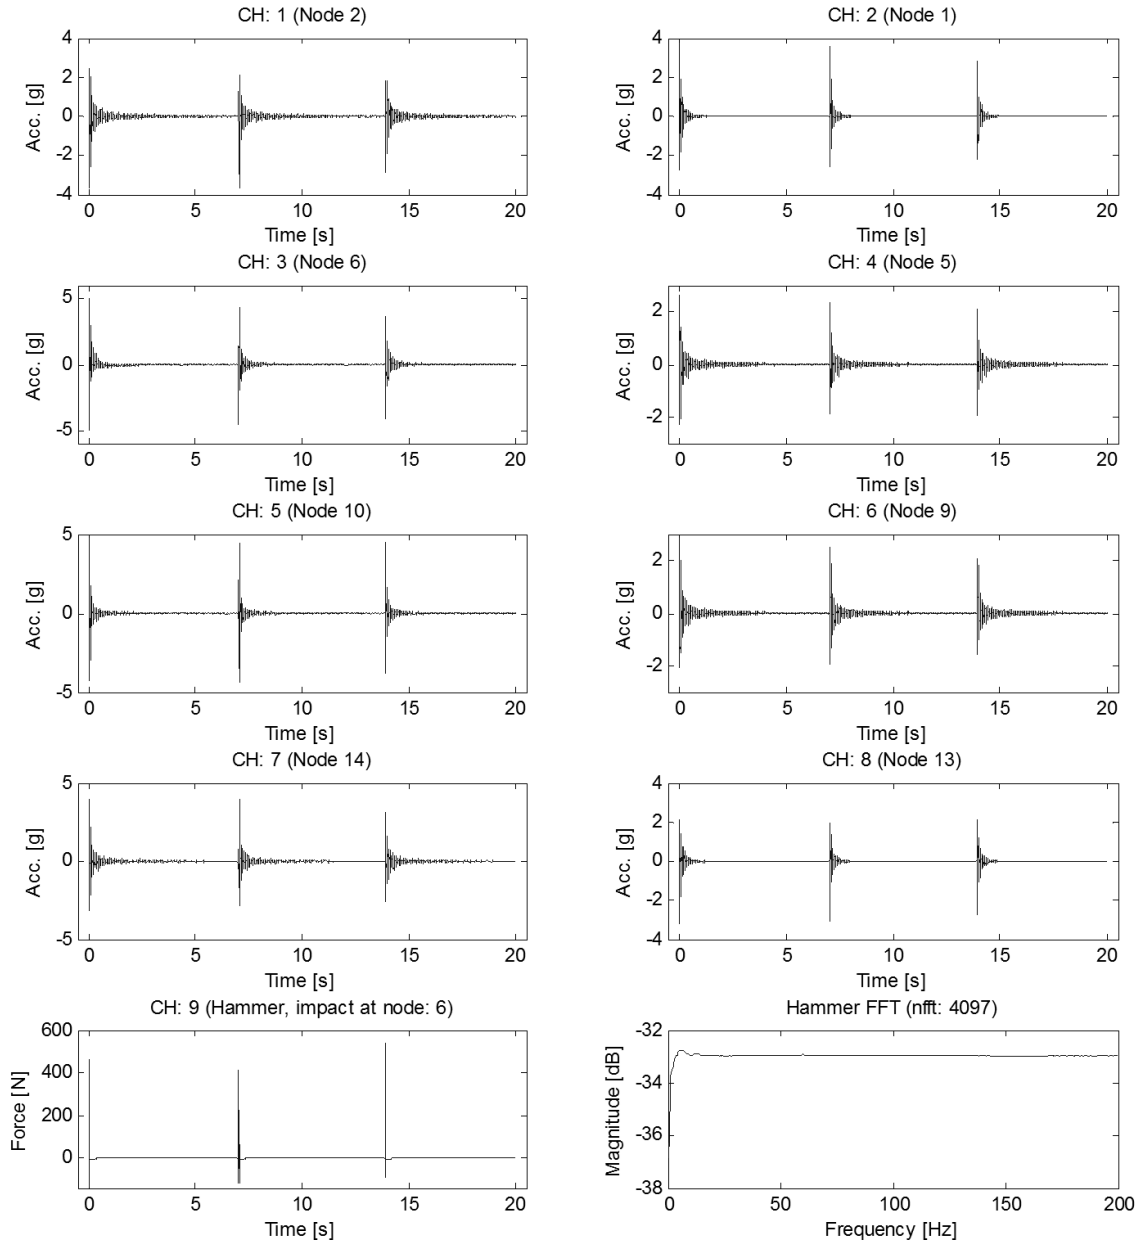 CH: 1 (Node 2)
4
2
0
-2
-4
Acc. [g]
0 5 10 15 20
Time [s]
CH: 2 (Node 1)
4
2
0
-2
-4
Acc. [g]
0 5 10 15 20
Time [s]
CH: 3 (Node 6)
5
0
-5
Acc. [g]
0 5 10 15 20
Time [s]
CH: 4 (Node 5)
2
0
-2
Acc. [g]
0 5 10 15 20
Time [s]
CH: 5 (Node 10)
5
0
-5
Acc. [g]
0 5 10 15 20
Time [s]
CH: 6 (Node 9)
2
0
-2
Acc. [g]
0 5 10 15 20
Time [s]
CH: 7 (Node 14)
5
0
-5
Acc. [g]
0 5 10 15 20
Time [s]
CH: 8 (Node 13)
4
2
0
-2
-4
Acc. [g]
0 5 10 15 20
Time [s]
CH: 9 (Hammer, impact at node: 6)
600
400
200
0
Force [N]
0 5 10 15 20
Time [s]
Hammer FFT (nfft: 4097)
-32
-34
-36
-38
Magnitude [dB]
0 50 100 150 200
Frequency [Hz]